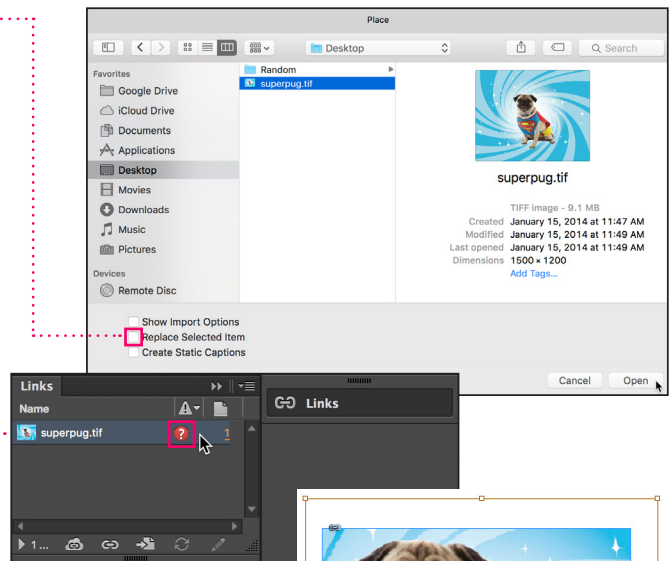 Place
Desktop
Search
Favorites
Google Drive
iCloud Drive
Documents
Applications
Desktop
Movies
Downloads
Music
Pictures
Devices
Remote Disc
Random
superpug.tif
superpug.tif
TIFF image - 9.1 MB
Created January 15, 2014 at 11:47 AM
Modified January 15, 2014 at 11:49 AM
Last opened January 15, 2014 at 11:49 AM
Dimensions 1500 × 1200
Add Tags...
Show Import Options
Replace Selected Item
Create Static Captions
Cancel Open
Links
Name
superpug.tif ? 1
1...
Links